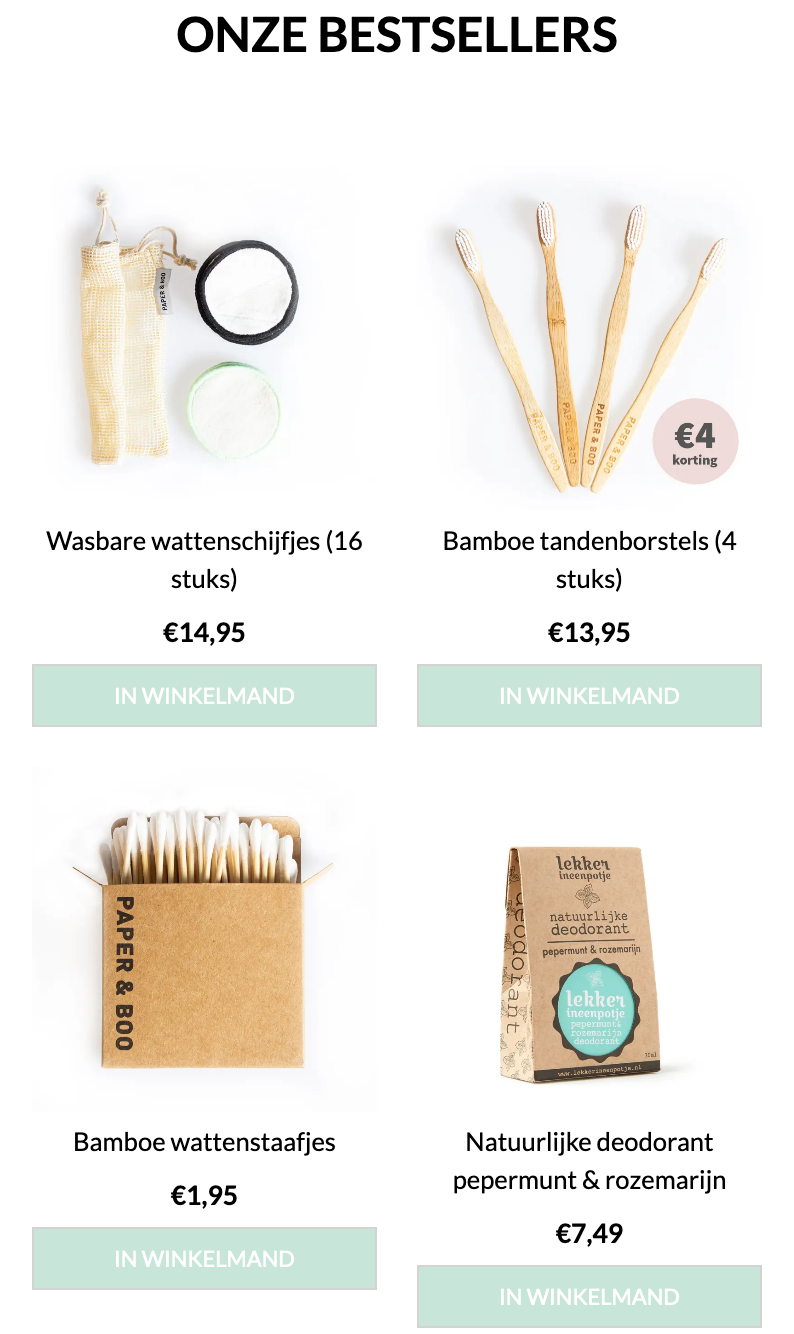 ONZE BESTSELLERS
PAPER & BOO
PAPER & BOO
PAPER & BOO
PAPER & BOO
PAPER & BOO
€4
korting
Wasbare wattenschijfjes (16
stuks)
€14,95
IN WINKELMAND
Bamboe tandenborstels (4
stuks)
€13,95
IN WINKELMAND
PAPER & BOO
Bamboe wattenstaafjes
€1,95
IN WINKELMAND
lekker
ineenpotje
natuurlijke
deodorant
pepermunt & rozemarijn
deodorant
lekker
ineenpotje
pepermunt&
rozemarijn
deodorant
30ml
www.lekkerineenpotje.nl
Natuurlijke deodorant
pepermunt & rozemarijn
€7,49
IN WINKELMAND